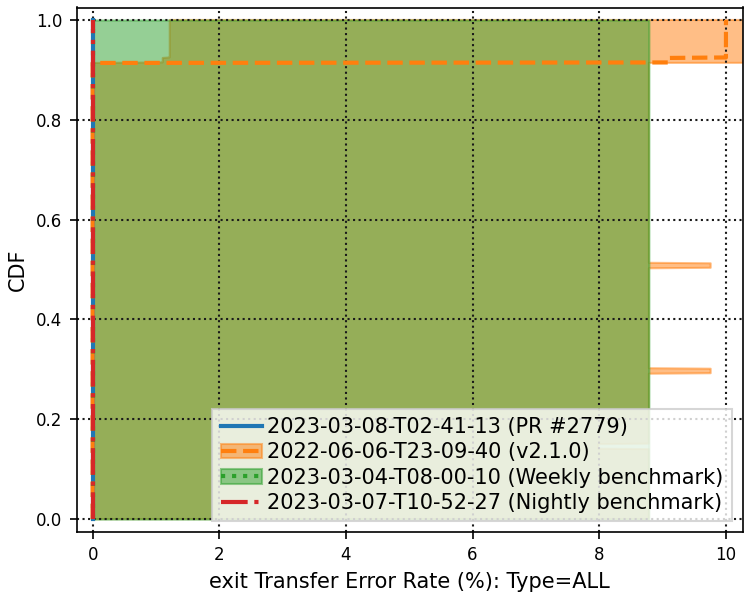 1.0
0.8
0.6
0.4
0.2
0.0
CDF
2023-03-08-T02-41-13 (PR #2779)
2022-06-06-T23-09-40 (v2.1.0)
2023-03-04-T08-00-10 (Weekly benchmark)
2023-03-07-T10-52-27 (Nightly benchmark)
0 2 4 6 8 10
exit Transfer Error Rate (%): Type=ALL